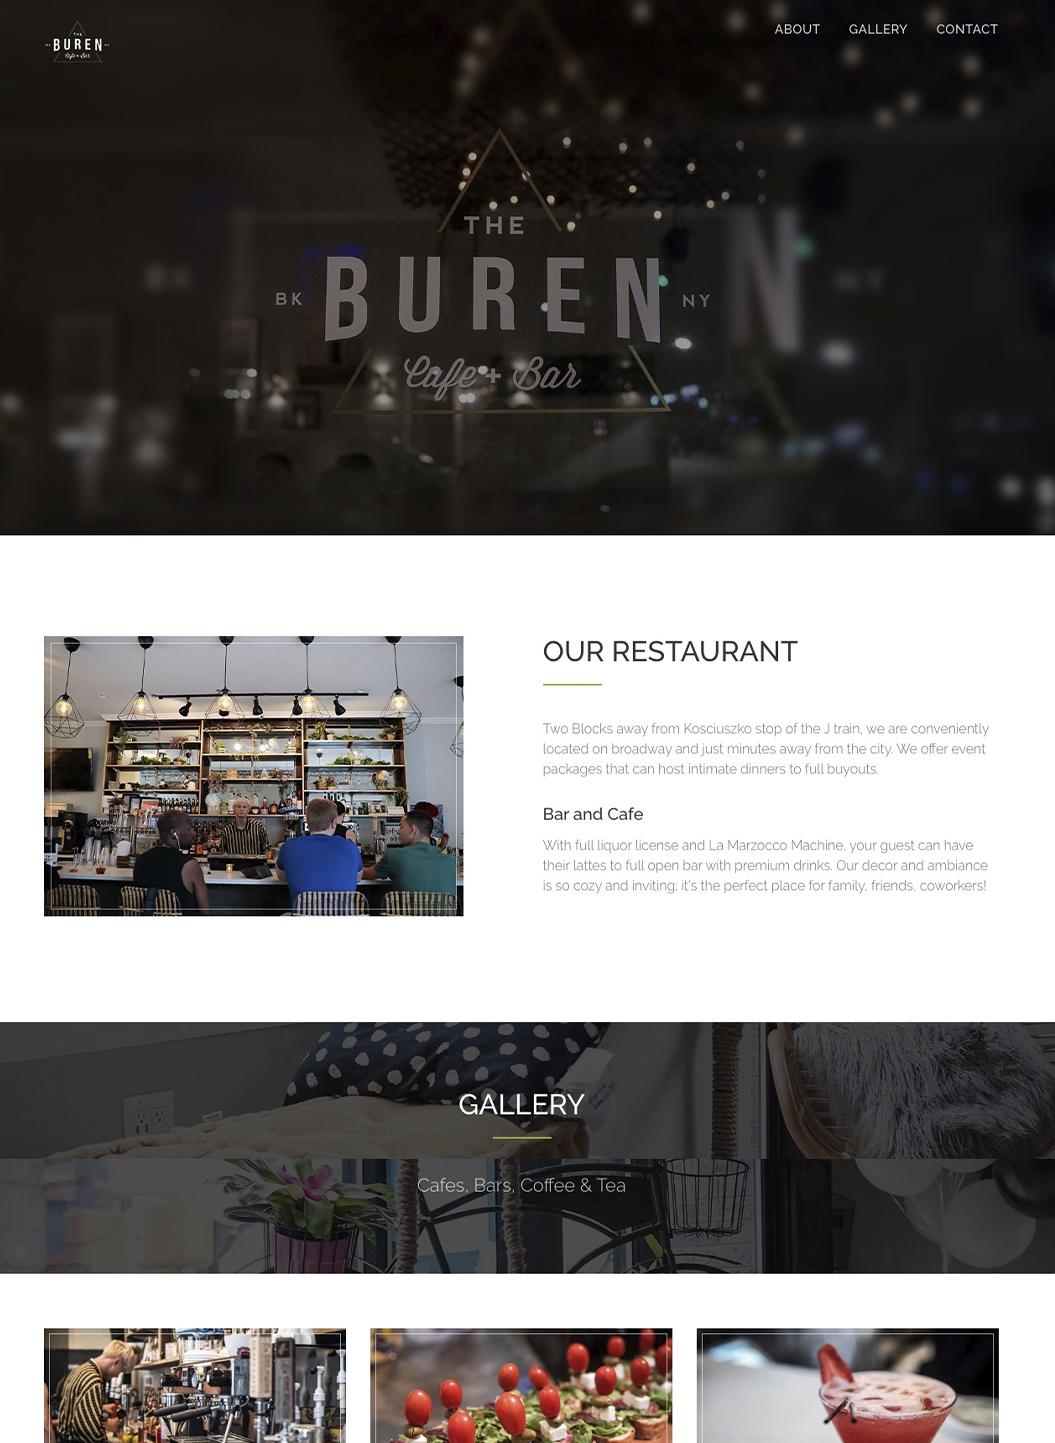 THE
BUREN
Cafe + Bar
ABOUT GALLERY CONTACT
THE
BK BUREN NY
Cafe + Bar
BK N NY
OUR RESTAURANT
Two Blocks away from Kosciuszko stop of the J train, we are conveniently
located on broadway and just minutes away from the city. We offer event
packages that can host intimate dinners to full buyouts.
Bar and Cafe
With full liquor license and La Marzocco Machine, your guest can have
their lattes to full open bar with premium drinks. Our decor and ambiance
is so cozy and inviting; it's the perfect place for family, friends, coworkers!
GALLERY
Cafes, Bars, Coffee & Tea